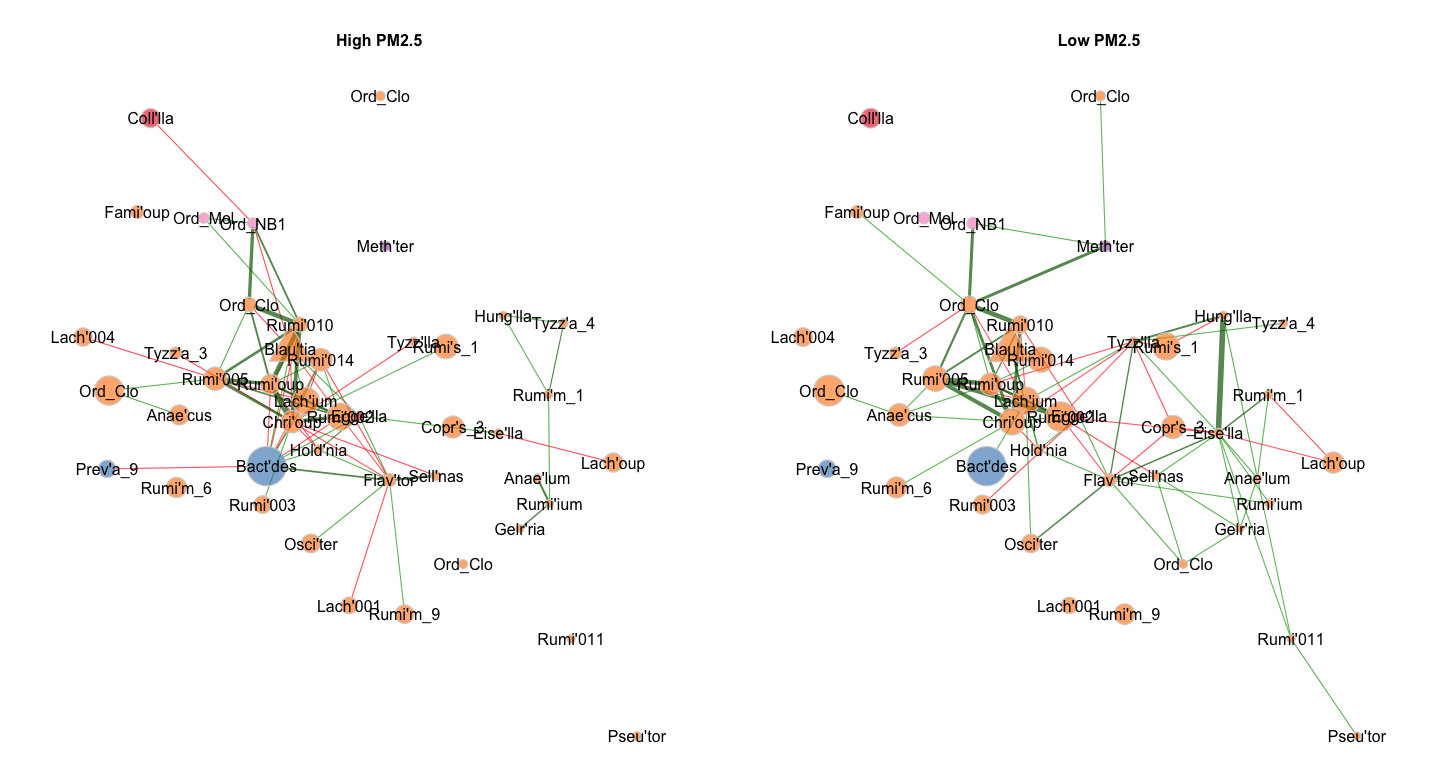 High PM2.5
Ord_Clo
Coll'lla
Fami'oup
Ord_Mol
Ord_NB1
Meth'ter
Ord_Clo
Hung'lla
Tyzz'a_4
Rumi'010
Lach'004
Tyzz'a_3
Blau'tia
Tyzz'lla
Rumi's_1
Rumi'014
Rumi'005
Rumi'oup
Ord_Clo
Rumi'm_1
Lach'ium
Anae'cus
Chri'oup
Rumi'002
Copr's_3
Eise'lla
Hold'nia
Prev'a_9
Bact'des
Lach'oup
Rumi'm_6
Flav'tor
Sell'nas
Anae'lum
Rumi'003
Rumi'ium
Gelr'ria
Osci'ter
Ord_Clo
Lach'001
Rumi'm_9
Rumi'011
Pseu'tor
Low PM2.5
Ord_Clo
Coll'lla
Fami'oup
Ord_Mol
Ord_NB1
Meth'ter
Ord_Clo
Hung'lla
Tyzz'a_4
Rumi'010
Lach'004
Tyzz'a_3
Blau'tia
Tyzz'lla
Rumi's_1
Rumi'014
Rumi'005
Rumi'oup
Ord_Clo
Rumi'm_1
Lach'ium
Anae'cus
Chri'oup
Rumi'002
Copr's_3
Eise'lla
Hold'nia
Prev'a_9
Bact'des
Lach'oup
Rumi'm_6
Flav'tor
Sell'nas
Anae'lum
Rumi'003
Rumi'ium
Gelr'ria
Osci'ter
Ord_Clo
Lach'001
Rumi'm_9
Rumi'011
Pseu'tor